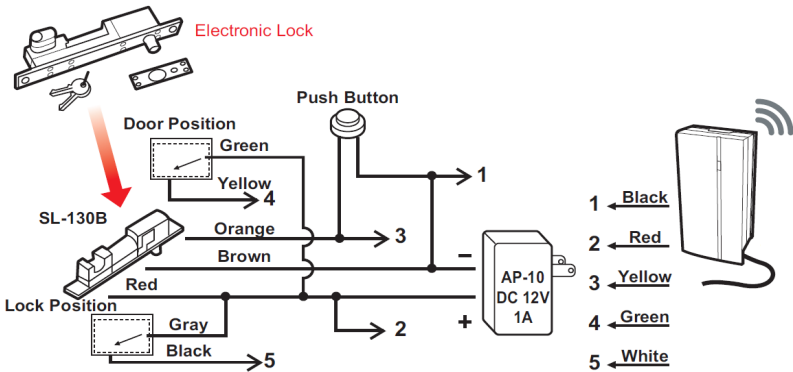 Electronic Lock
Push Button
Door Position
Green
1
Yellow
4
SL-130B
Orange
3
Brown
Red
Lock Position
Gray
2
Black
5
−
AP-10
DC 12V
1A
+
1 Black
2 Red
3 Yellow
4 Green
5 White